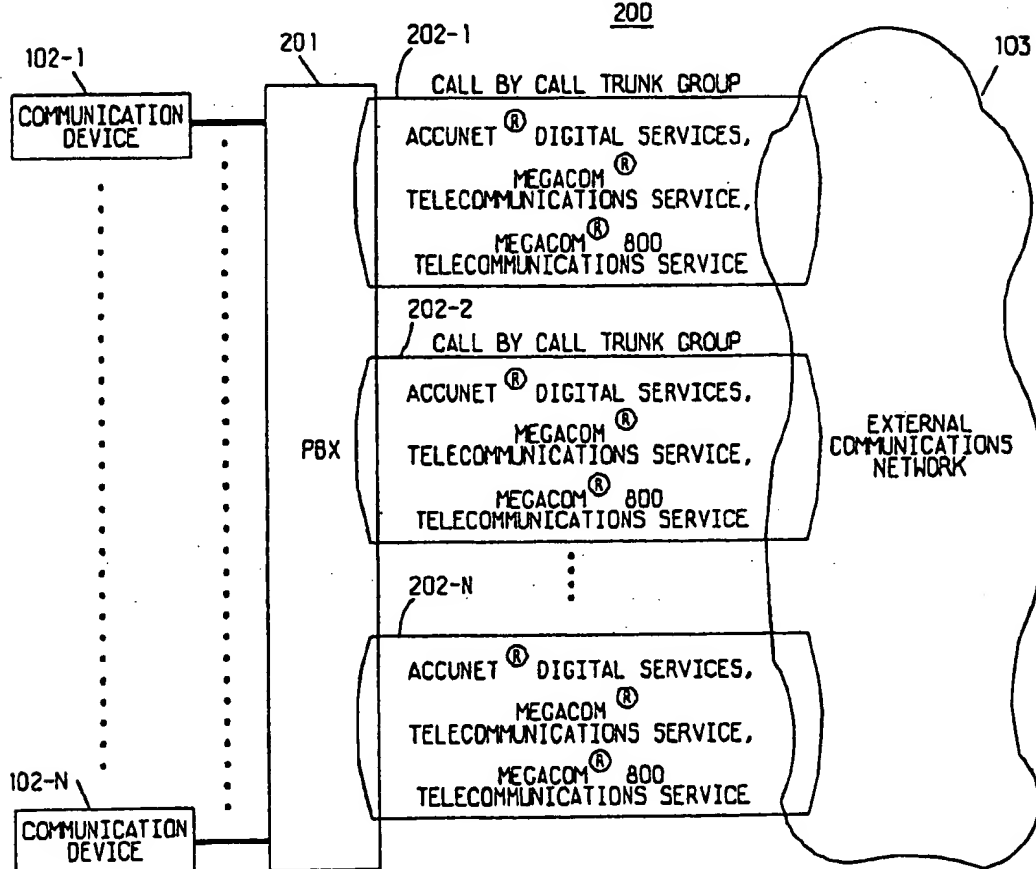 200
102-1
201
202-1
103
CALL BY CALL TRUNK GROUP
COMMUNICATION
DEVICE
ACCUNET ® DIGITAL SERVICES,
MEGACOM ®
TELECOMMUNICATIONS SERVICE,
MEGACOM ® 800
TELECOMMUNICATIONS SERVICE
202-2
CALL BY CALL TRUNK GROUP
ACCUNET ® DIGITAL SERVICES,
MEGACOM ®
TELECOMMUNICATIONS SERVICE,
MEGACOM ® 800
TELECOMMUNICATIONS SERVICE
PBX
EXTERNAL
COMMUNICATIONS
NETWORK
202-N
ACCUNET ® DIGITAL SERVICES,
MEGACOM ®
TELECOMMUNICATIONS SERVICE,
MEGACOM ® 800
TELECOMMUNICATIONS SERVICE
102-N
COMMUNICATION
DEVICE